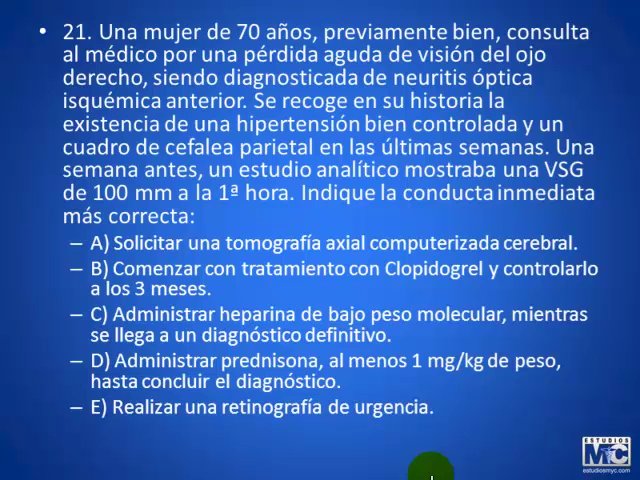 • 21. Una mujer de 70 años, previamente bien, consulta
al médico por una pérdida aguda de visión del ojo
derecho, siendo diagnosticada de neuritis óptica
isquémica anterior. Se recoge en su historia la
existencia de una hipertensión bien controlada y un
cuadro de cefalea parietal en las últimas semanas. Una
semana antes, un estudio analítico mostraba una VSG
de 100 mm a la 1ª hora. Indique la conducta inmediata
más correcta:
– A) Solicitar una tomografía axial computerizada cerebral.
– B) Comenzar con tratamiento con Clopidogrel y controlarlo
a los 3 meses.
– C) Administrar heparina de bajo peso molecular, mientras
se llega a un diagnóstico definitivo.
– D) Administrar prednisona, al menos 1 mg/kg de peso,
hasta concluir el diagnóstico.
– E) Realizar una retinografía de urgencia.
ESTUDIOS
MyC
estudiosmyc.com